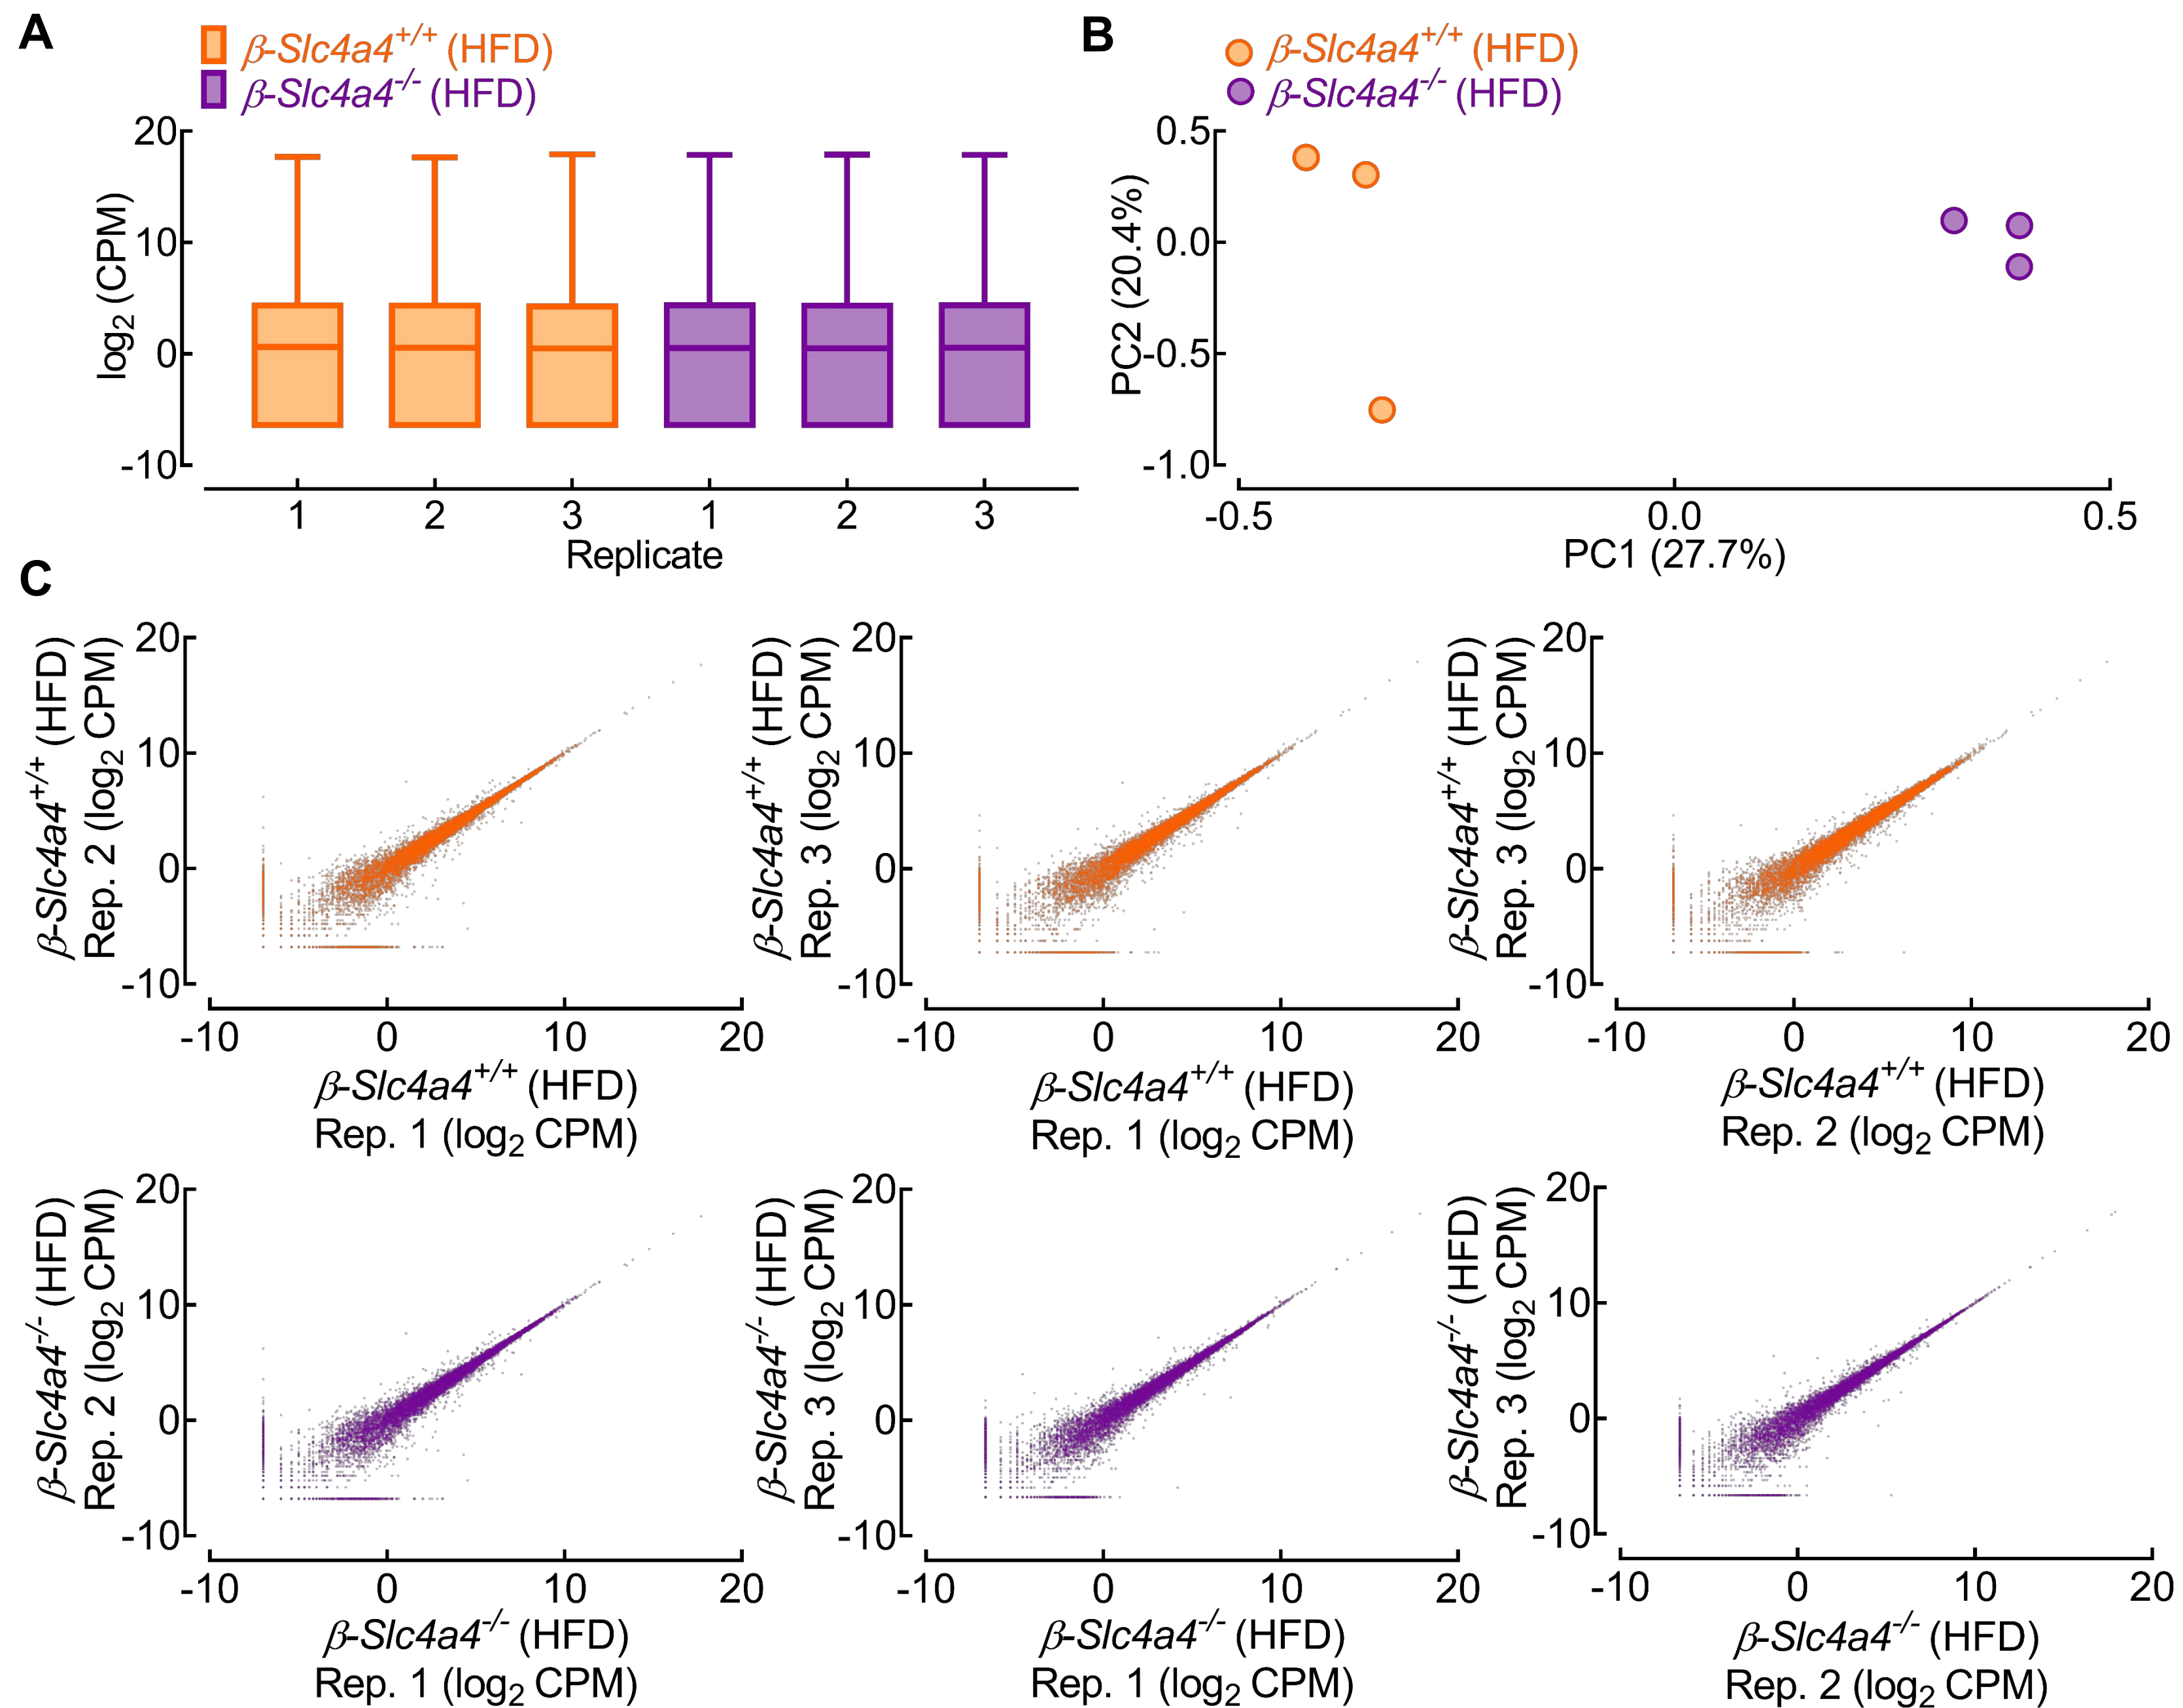 A
β-Slc4a4+/+ (HFD)
β-Slc4a4-/- (HFD)
20
10
0
-10
log2 (CPM)
1 2 3 1 2 3
Replicate
B
β-Slc4a4+/+ (HFD)
β-Slc4a4-/- (HFD)
0.5
0.0
-0.5
-1.0
PC2 (20.4%)
-0.5 0.0 0.5
PC1 (27.7%)
C
β-Slc4a4+/+ (HFD)
Rep. 2 (log2 CPM)
20
10
0
-10
-10 0 10 20
β-Slc4a4+/+ (HFD)
Rep. 1 (log2 CPM)
β-Slc4a4+/+ (HFD)
Rep. 3 (log2 CPM)
20
10
0
-10
-10 0 10 20
β-Slc4a4+/+ (HFD)
Rep. 1 (log2 CPM)
β-Slc4a4+/+ (HFD)
Rep. 3 (log2 CPM)
20
10
0
-10
-10 0 10 20
β-Slc4a4+/+ (HFD)
Rep. 2 (log2 CPM)
β-Slc4a4-/- (HFD)
Rep. 2 (log2 CPM)
20
10
0
-10
-10 0 10 20
β-Slc4a4-/- (HFD)
Rep. 1 (log2 CPM)
β-Slc4a4-/- (HFD)
Rep. 3 (log2 CPM)
20
10
0
-10
-10 0 10 20
β-Slc4a4-/- (HFD)
Rep. 1 (log2 CPM)
β-Slc4a4-/- (HFD)
Rep. 3 (log2 CPM)
20
10
0
-10
-10 0 10 20
β-Slc4a4-/- (HFD)
Rep. 2 (log2 CPM)